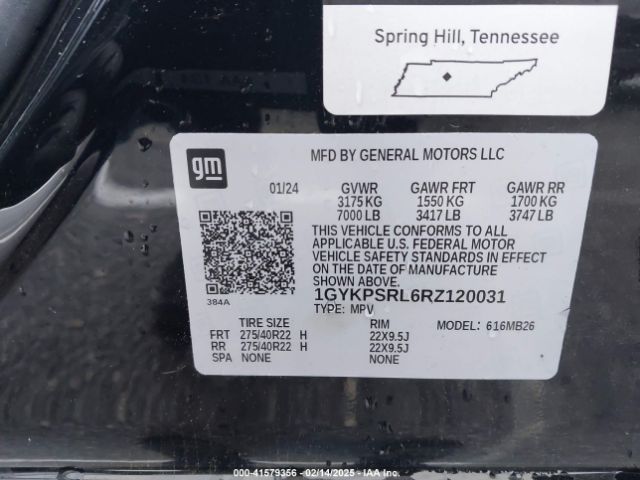 Spring Hill, Tennessee
gm
MFD BY GENERAL MOTORS LLC
01/24 GVWR GAWR FRT GAWR RR
3175 KG 1550 KG 1700 KG
7000 LB 3417 LB 3747 LB
THIS VEHICLE CONFORMS TO ALL
APPLICABLE U.S. FEDERAL MOTOR
VEHICLE SAFETY STANDARDS IN EFFECT
ON THE DATE OF MANUFACTURE
SHOWN ABOVE.
384A
1GYKPSRL6RZ120031
TYPE: MPV
TIRE SIZE RIM MODEL: 616MB26
FRT 275/40R22 H 22X9.5J
RR 275/40R22 H 22X9.5J
SPA NONE NONE
00-41579356 — 02/14/2025 — IAA Inc.